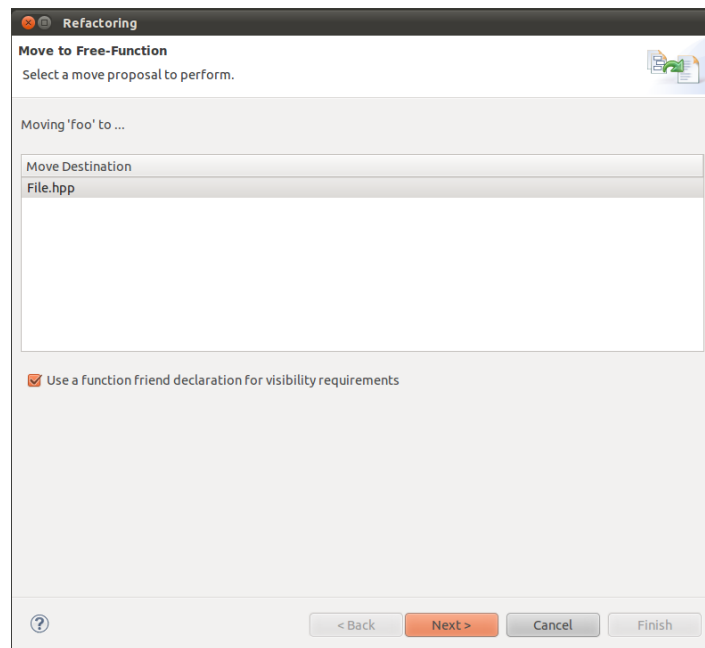 Refactoring
Move to Free-Function
Select a move proposal to perform.
Moving 'foo' to ...
Move Destination
File.hpp
Use a function friend declaration for visibility requirements
? < Back Next > Cancel Finish